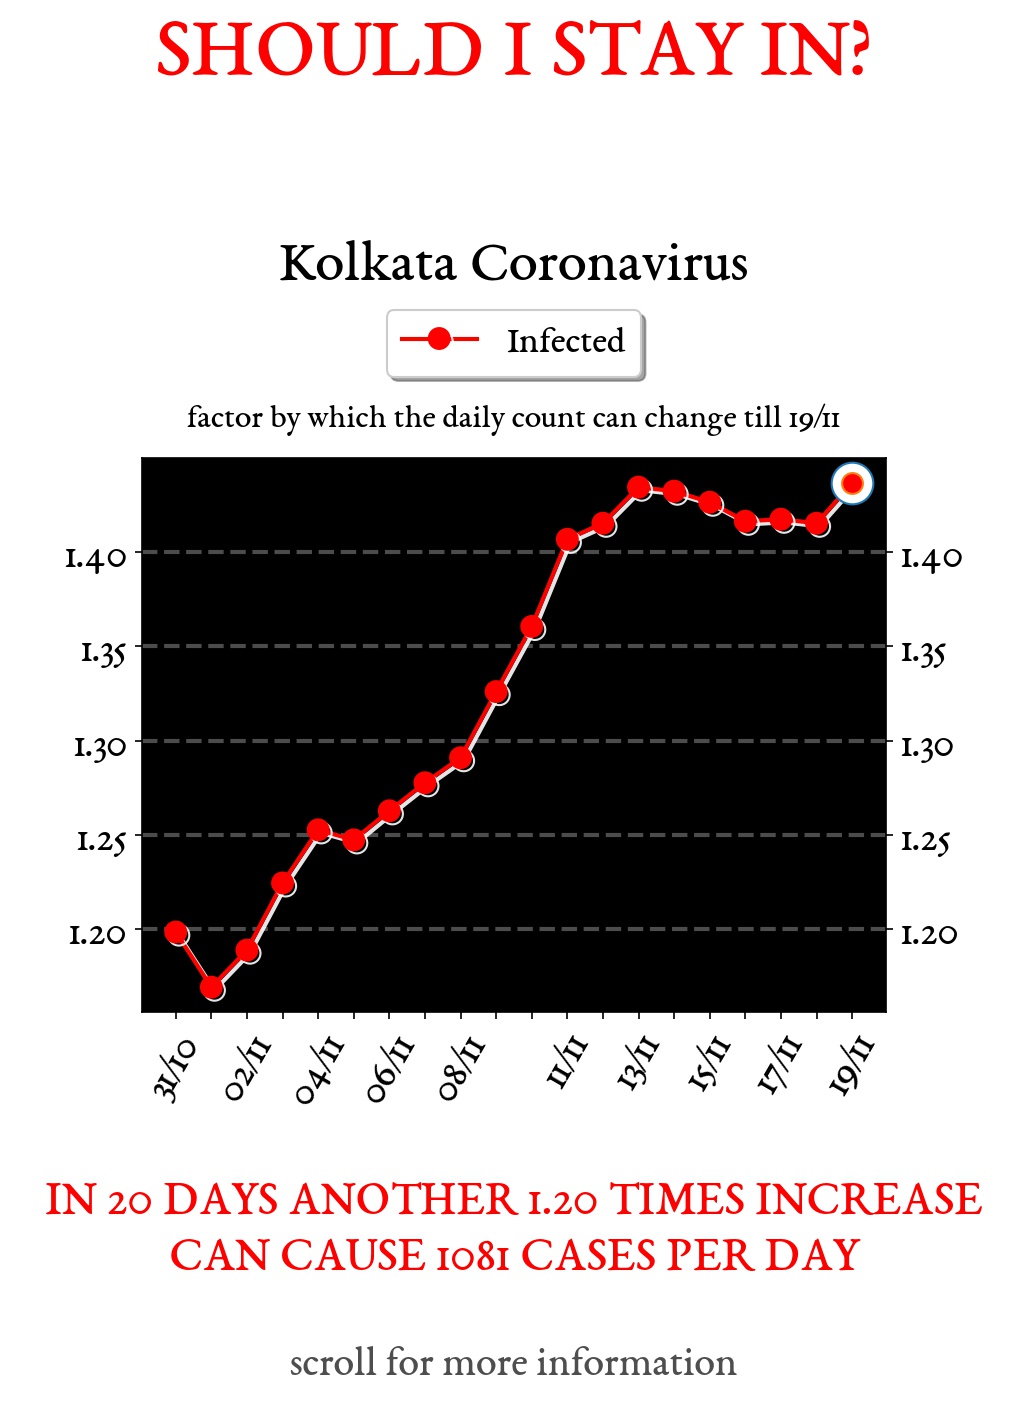 SHOULD I STAY IN?
Kolkata Coronavirus
Infected
factor by which the daily count can change till 19/11
1.40 1.40
1.35 1.35
1.30 1.30
1.25 1.25
1.20 1.20
31/10 02/11 04/11 06/11 08/11 11/11 13/11 15/11 17/11 19/11
IN 20 DAYS ANOTHER 1.20 TIMES INCREASE
CAN CAUSE 1081 CASES PER DAY
scroll for more information